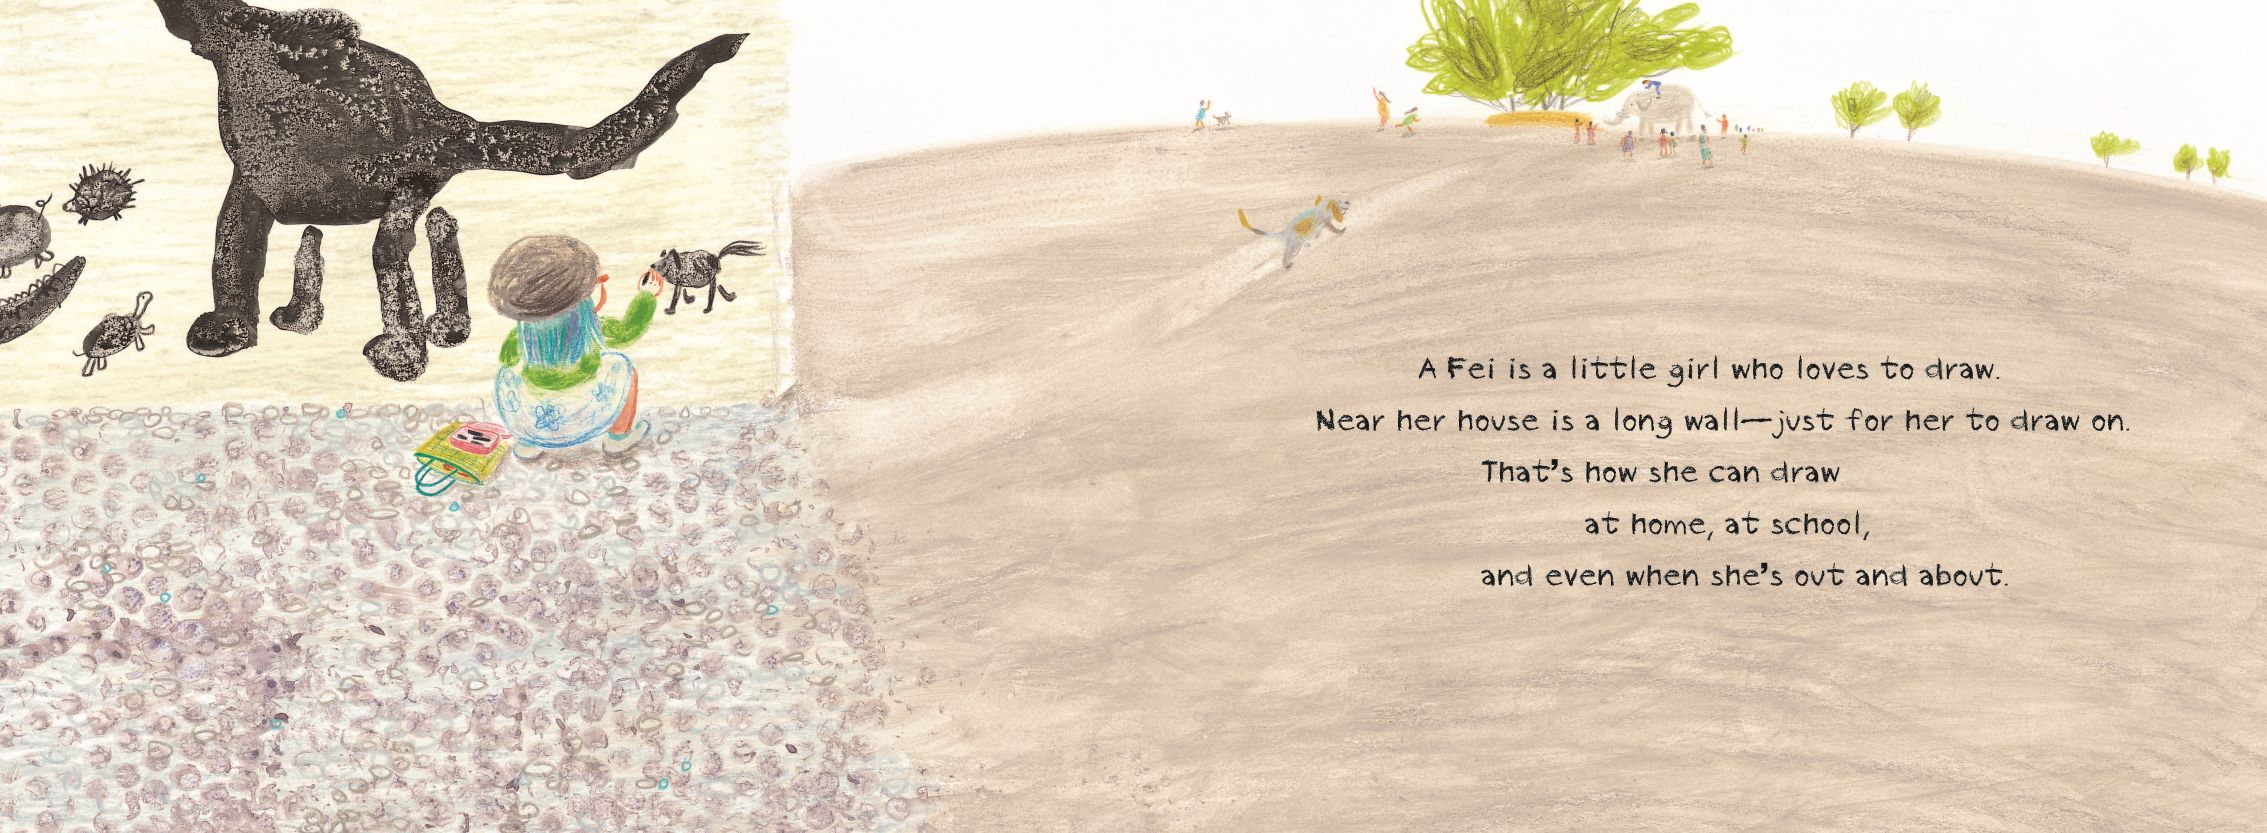 A Fei is a little girl who loves to draw.
Near her house is a long wall—just for her to draw on.
That's how she can draw
at home, at school,
and even when she's out and about.